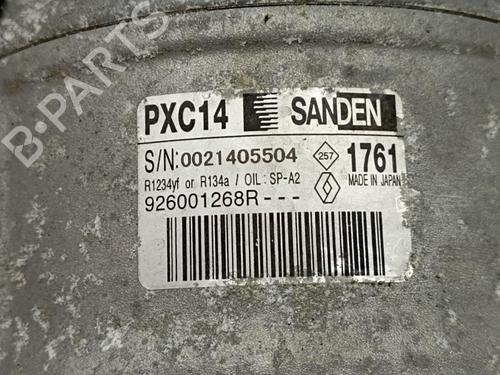 PXC14 SANDEN
S/N:0021405504 257 1761
R1234yf or R134a / OIL: SP-A2 MADE IN JAPAN
926001268R---
B-PARTS